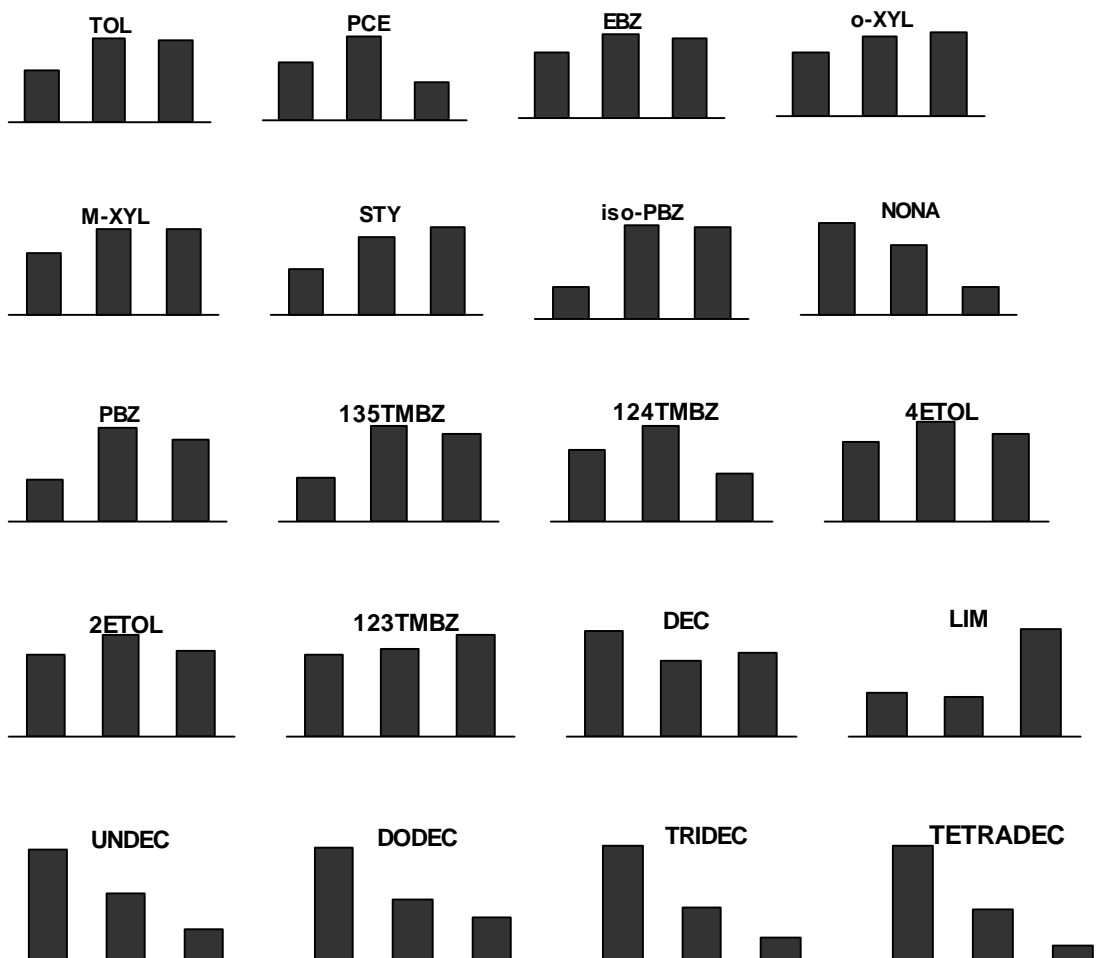 TOL
PCE
EBZ
o-XYL
M-XYL
STY
iso-PBZ
NONA
PBZ
135TMBZ
124TMBZ
4ETOL
2ETOL
123TMBZ
DEC
LIM
UNDEC
DODEC
TRIDEC
TETRADEC